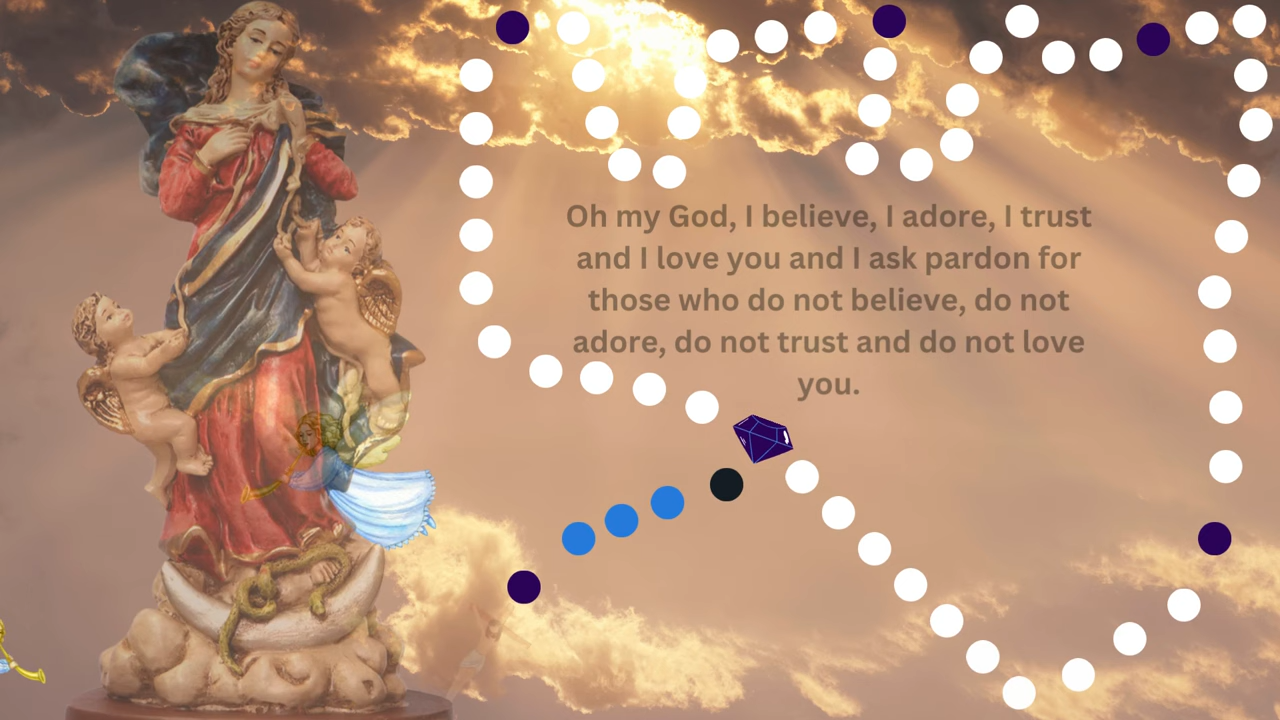 Oh my God, I believe, I adore, I trust
and I love you and I ask pardon for
those who do not believe, do not
adore, do not trust and do not love
you.